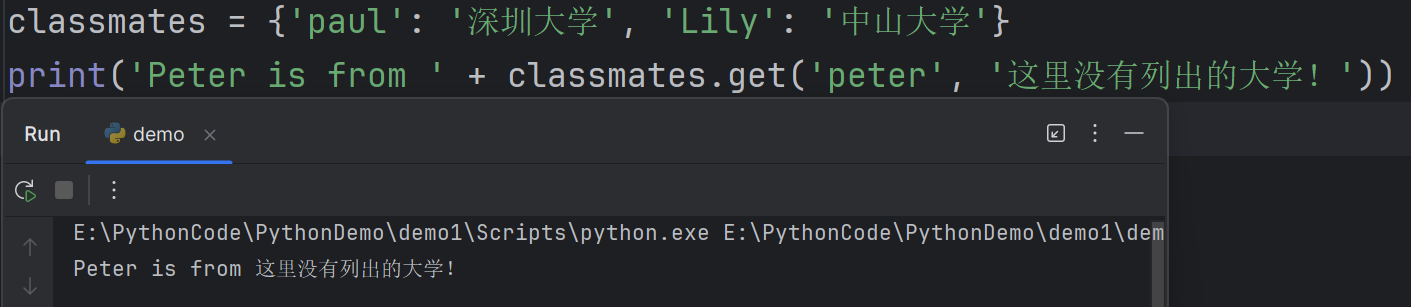 classmates = {'paul': '深圳大学', 'Lily': '中山大学'}
print('Peter is from ' + classmates.get('peter', '这里没有列出的大学！'))
Run demo
E:\PythonCode\PythonDemo\demo1\Scripts\python.exe E:\PythonCode\PythonDemo\demo1\dem
Peter is from 这里没有列出的大学！